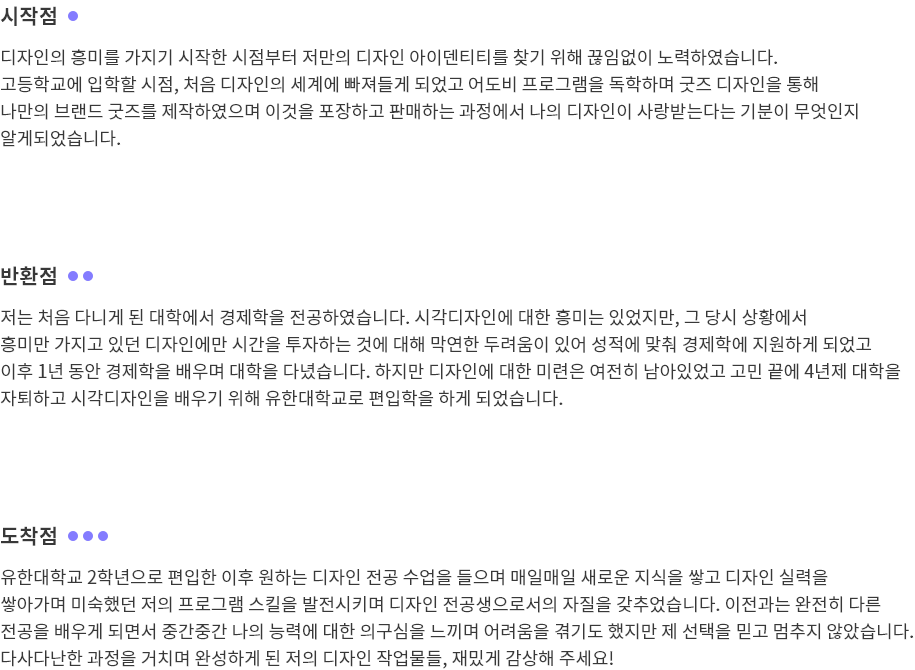 시작점
디자인의 흥미를 가지기 시작한 시점부터 저만의 디자인 아이덴티티를 찾기 위해 끊임없이 노력하였습니다.
고등학교에 입학할 시점, 처음 디자인의 세계에 빠져들게 되었고 어도비 프로그램을 독학하며 굿즈 디자인을 통해
나만의 브랜드 굿즈를 제작하였으며 이것을 포장하고 판매하는 과정에서 나의 디자인이 사랑받는다는 기분이 무엇인지
알게되었습니다.
반환점
저는 처음 다니게 된 대학에서 경제학을 전공하였습니다. 시각디자인에 대한 흥미는 있었지만, 그 당시 상황에서
흥미만 가지고 있던 디자인에만 시간을 투자하는 것에 대해 막연한 두려움이 있어 성적에 맞춰 경제학에 지원하게 되었고
이후 1년 동안 경제학을 배우며 대학을 다녔습니다. 하지만 디자인에 대한 미련은 여전히 남아있었고 고민 끝에 4년제 대학을
자퇴하고 시각디자인을 배우기 위해 유한대학교로 편입학을 하게 되었습니다.
도착점
유한대학교 2학년으로 편입한 이후 원하는 디자인 전공 수업을 들으며 매일매일 새로운 지식을 쌓고 디자인 실력을
쌓아가며 미숙했던 저의 프로그램 스킬을 발전시키며 디자인 전공생으로서의 자질을 갖추었습니다. 이전과는 완전히 다른
전공을 배우게 되면서 중간중간 나의 능력에 대한 의구심을 느끼며 어려움을 겪기도 했지만 제 선택을 믿고 멈추지 않았습니다.
다사다난한 과정을 거치며 완성하게 된 저의 디자인 작업물들, 재밌게 감상해 주세요!